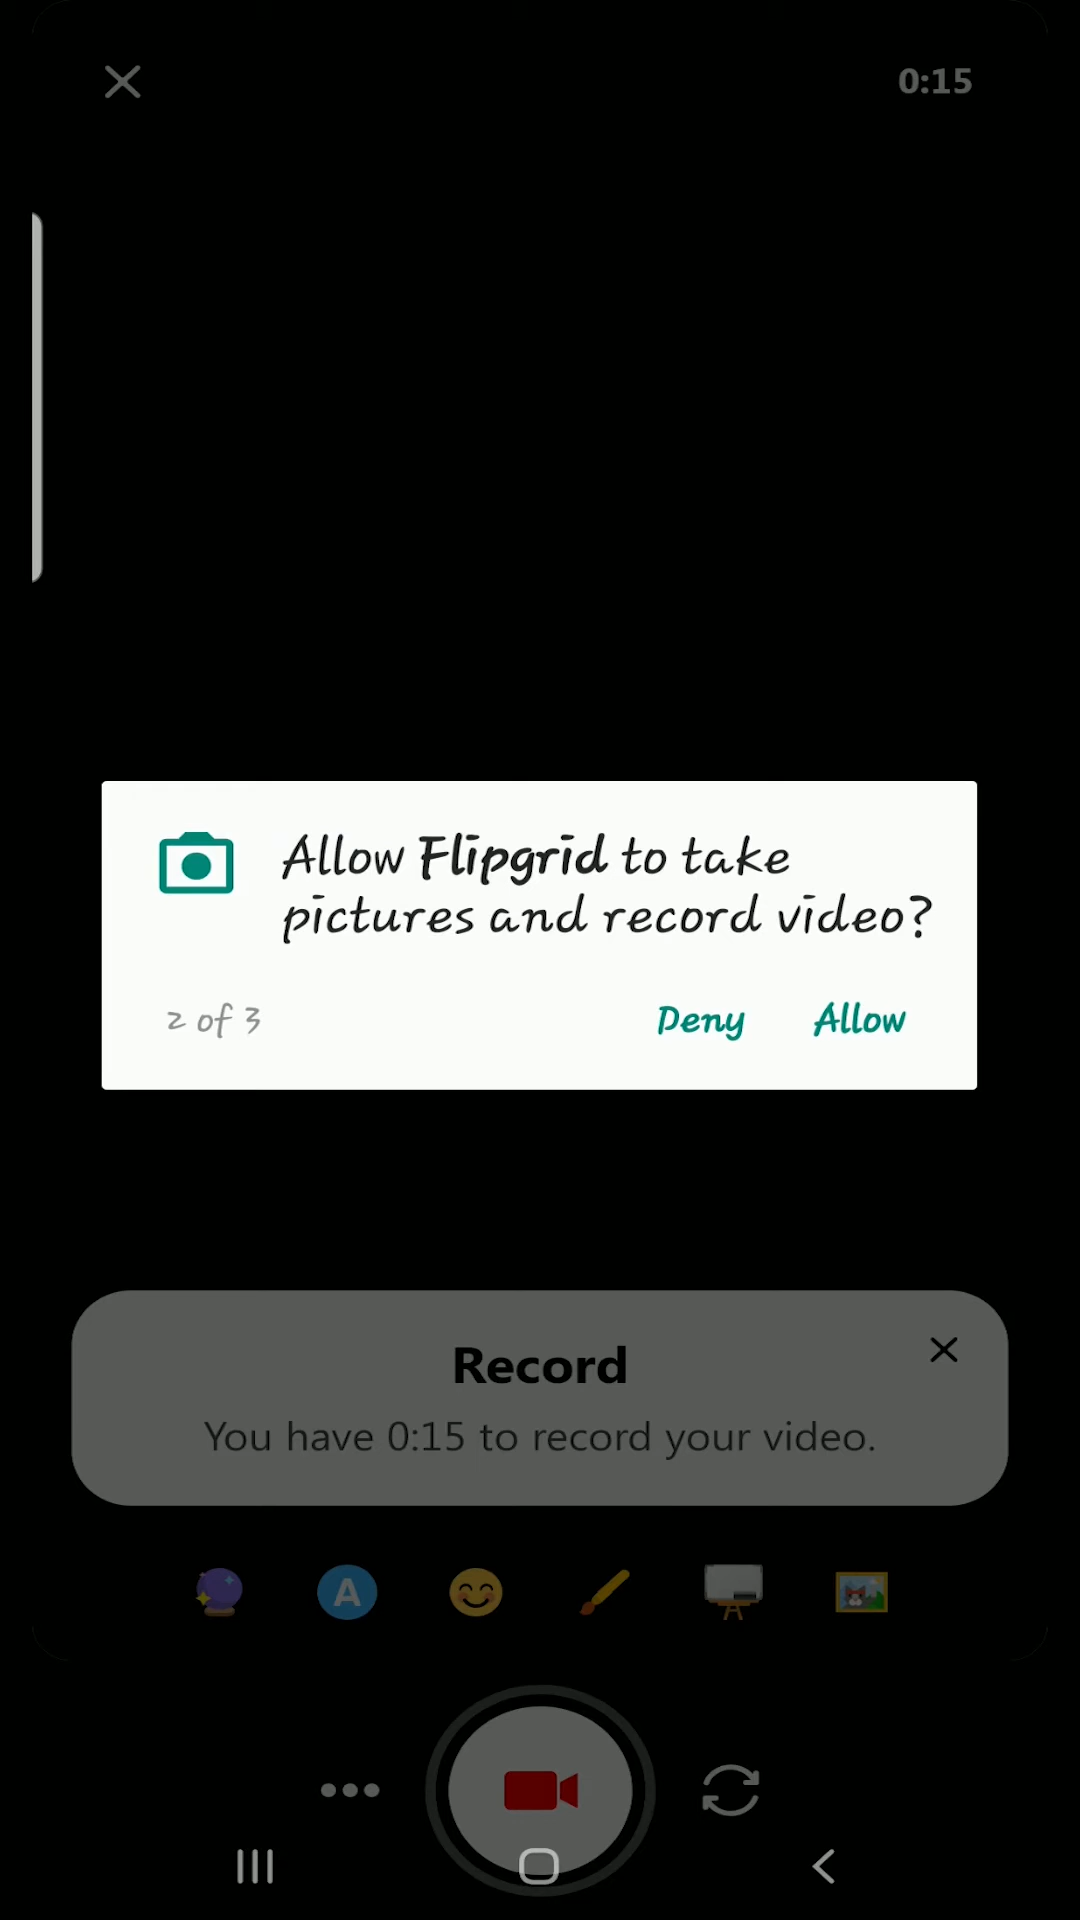 0:15
Allow Flipgrid to take
pictures and record video?
2 of 3
Deny
Allow
Record
You have 0:15 to record your video.
A